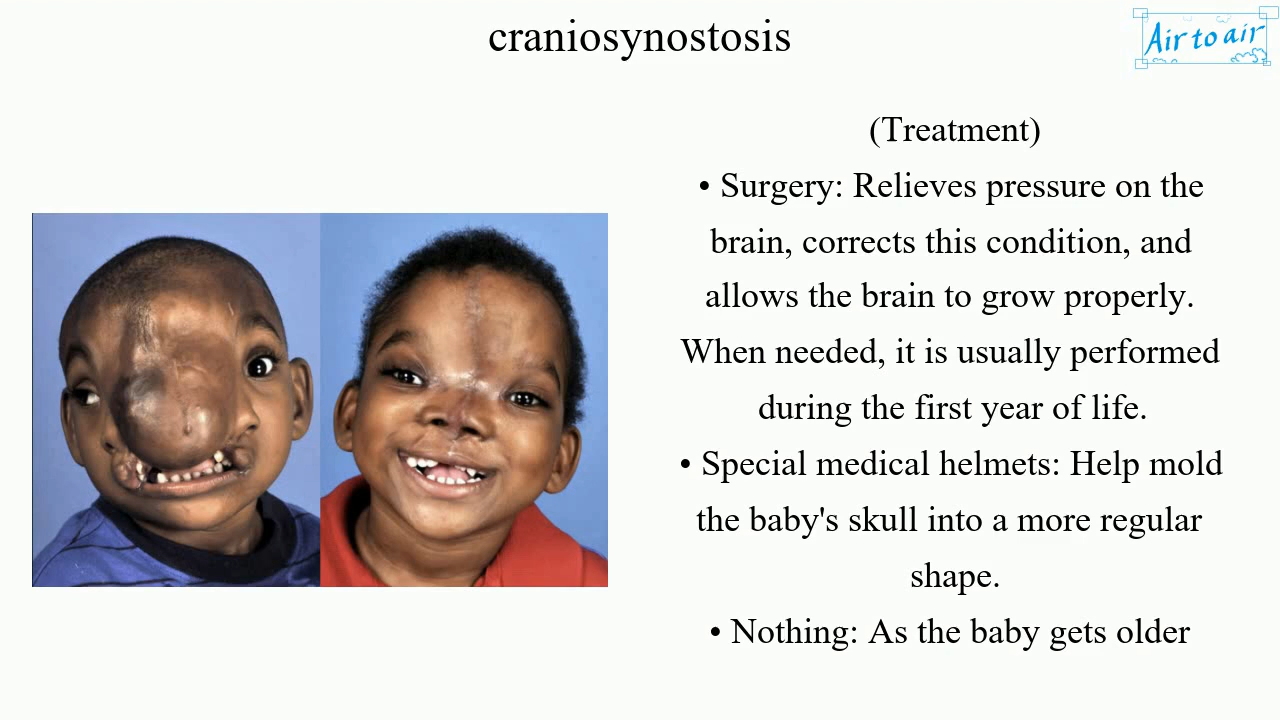 craniosynostosis
Air to air
(Treatment)
• Surgery: Relieves pressure on the
brain, corrects this condition, and
allows the brain to grow properly.
When needed, it is usually performed
during the first year of life.
• Special medical helmets: Help mold
the baby's skull into a more regular
shape.
• Nothing: As the baby gets older